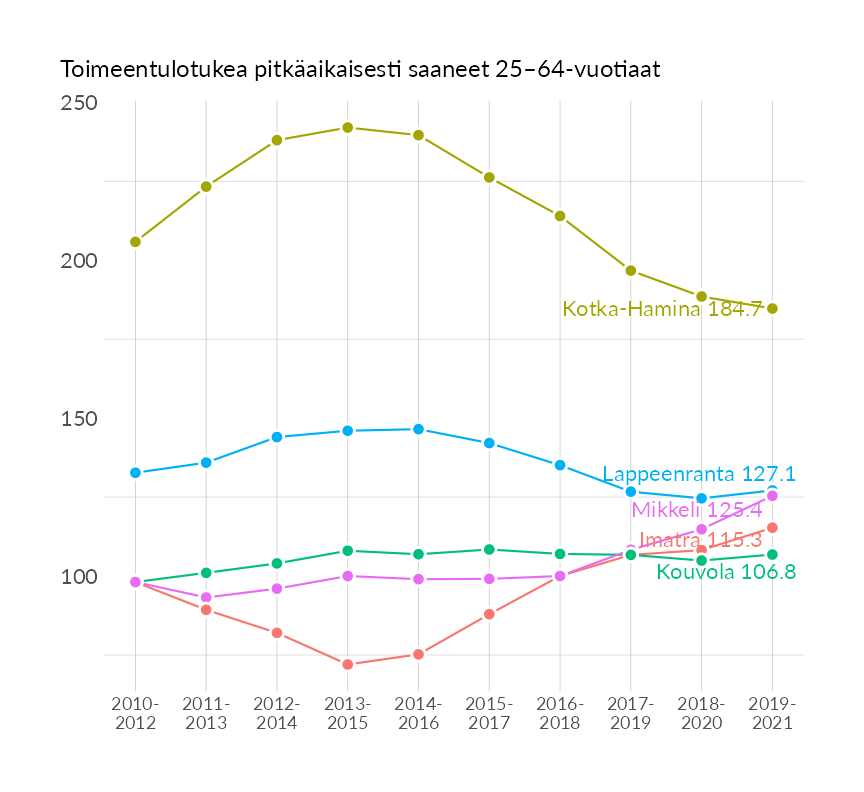 Toimeentulotukea pitkäaikaisesti saaneet 25–64-vuotiaat
250
200
Kotka-Hamina 184.7
150
Lappeenranta 127.1
Mikkeli 125.4
Imatra 115.3
100
Kouvola 106.8
2010- 2011- 2012- 2013- 2014- 2015- 2016- 2017- 2018- 2019-
2012 2013 2014 2015 2016 2017 2018 2019 2020 2021